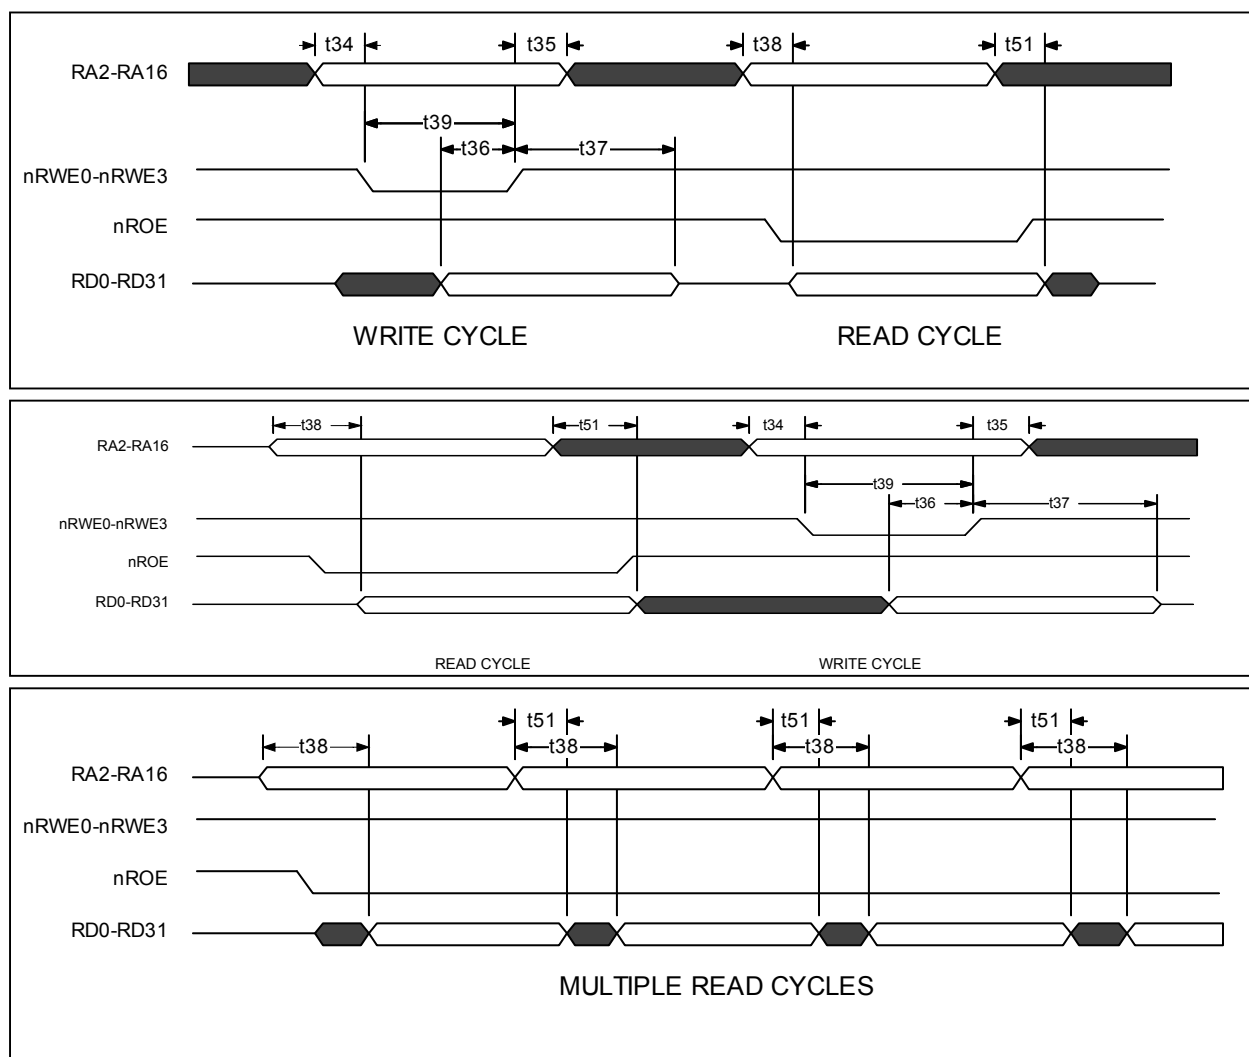 t34 t35 t38 t51
RA2-RA16
t39
t36 t37
nRWE0-nRWE3
nROE
RD0-RD31
WRITE CYCLE READ CYCLE
t38 t51 t34 t35
RA2-RA16
t39
t36 t37
nRWE0-nRWE3
nROE
RD0-RD31
READ CYCLE WRITE CYCLE
t51 t51 t51
t38 t38 t38 t38
RA2-RA16
nRWE0-nRWE3
nROE
RD0-RD31
MULTIPLE READ CYCLES